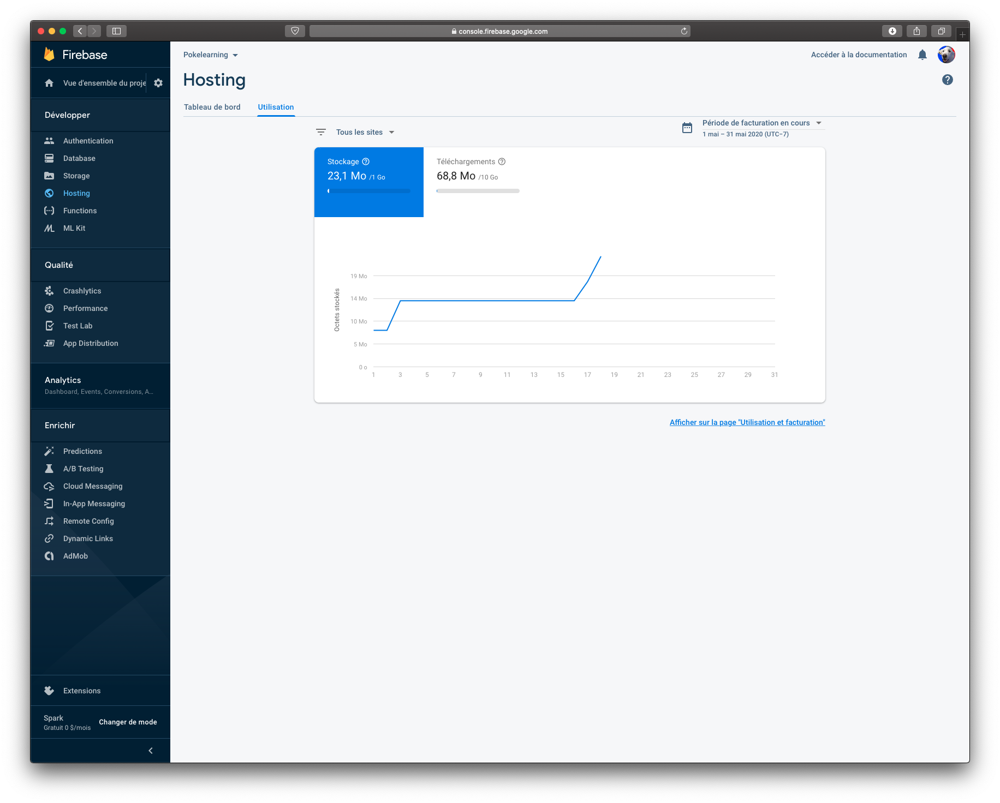 console.firebase.google.com
Firebase
Vue d'ensemble du proje
Développer
Authentication
Database
Storage
Hosting
Functions
ML Kit
Qualité
Crashlytics
Performance
Test Lab
App Distribution
Analytics
Dashboard, Events, Conversions, A...
Enrichir
Predictions
A/B Testing
Cloud Messaging
In-App Messaging
Remote Config
Dynamic Links
AdMob
Extensions
Spark
Gratuit 0 $/mois
Changer de mode
Pokelearning
Accéder à la documentation
Hosting
Tableau de bord Utilisation
Tous les sites
Période de facturation en cours
1 mai – 31 mai 2020 (UTC−7)
Stockage
23,1 Mo /1 Go
Téléchargements
68,8 Mo /10 Go
Octets stockés
19 Mo
14 Mo
10 Mo
5 Mo
0 o
1 3 5 7 9 11 13 15 17 19 21 23 25 27 29 31
Afficher sur la page "Utilisation et facturation"